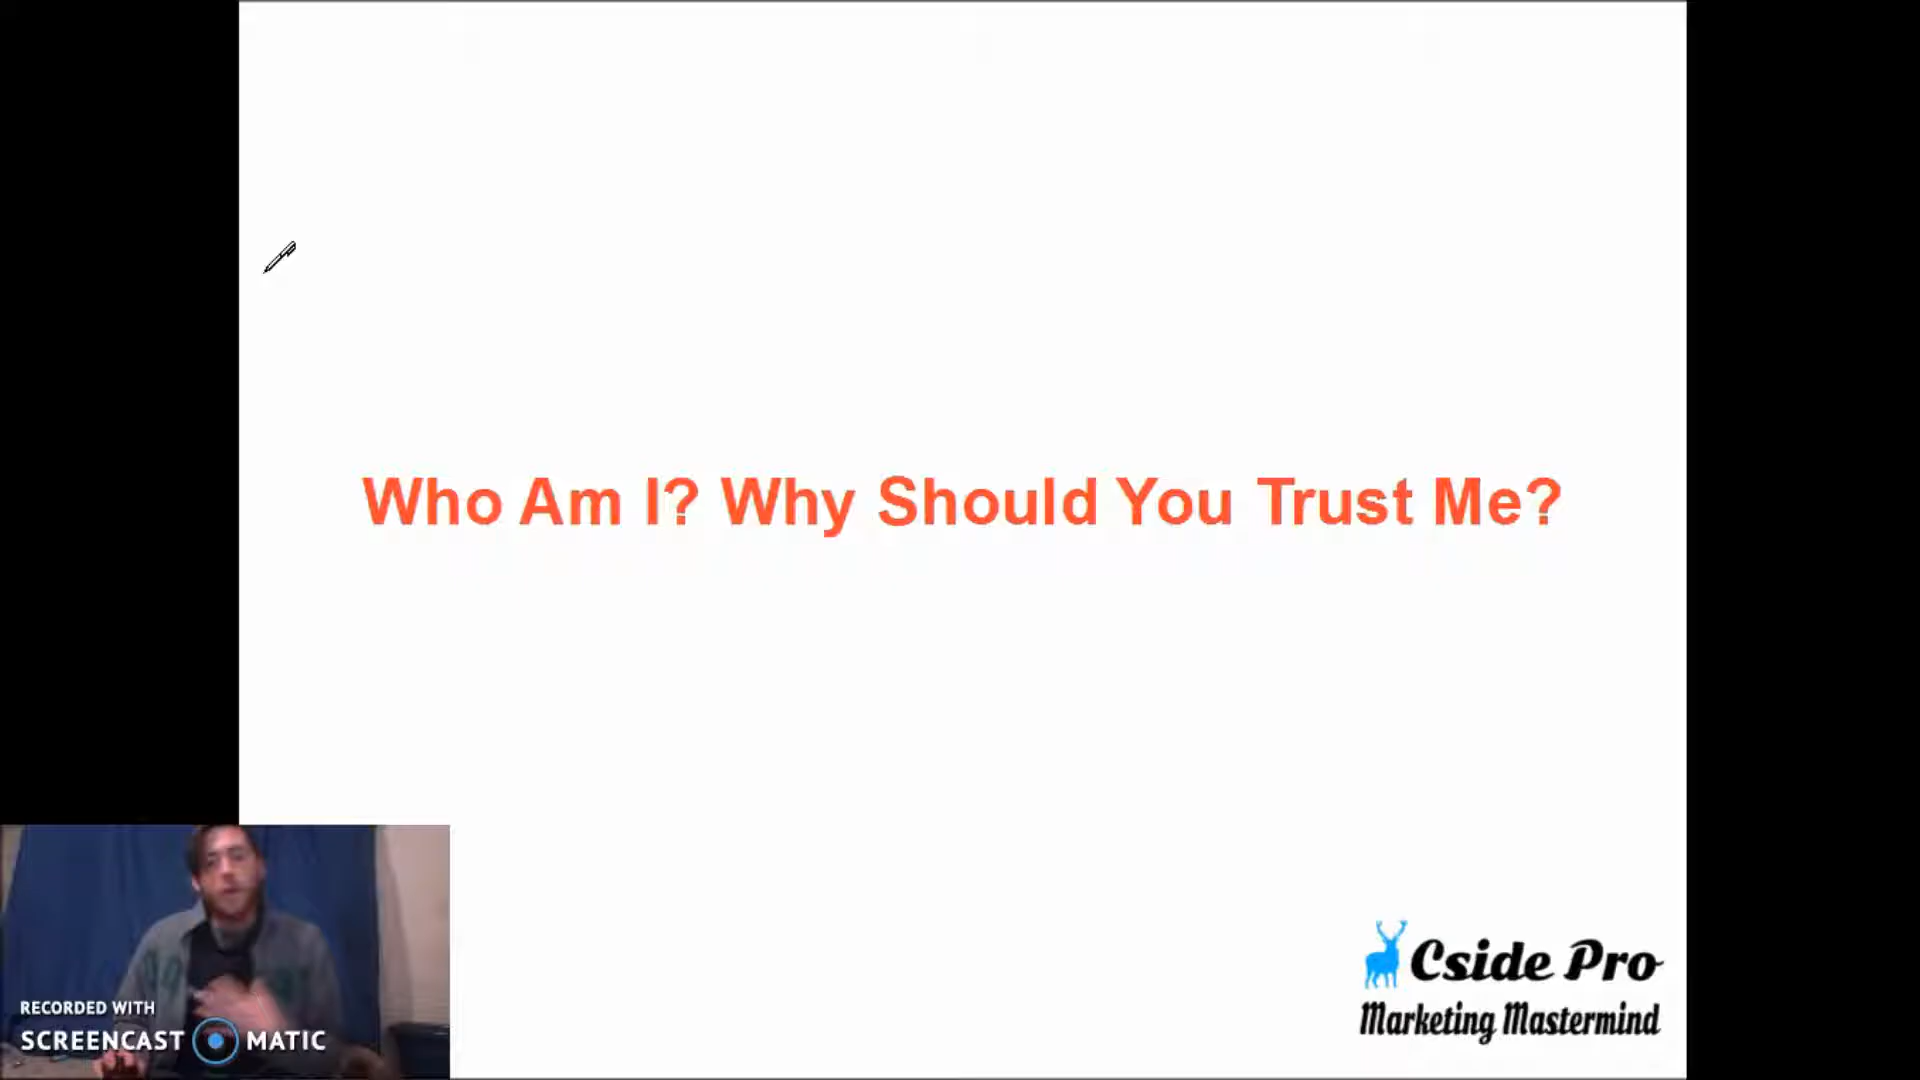 Who Am I? Why Should You Trust Me?
RECORDED WITH
SCREENCAST MATIC
Cside Pro
Marketing Mastermind